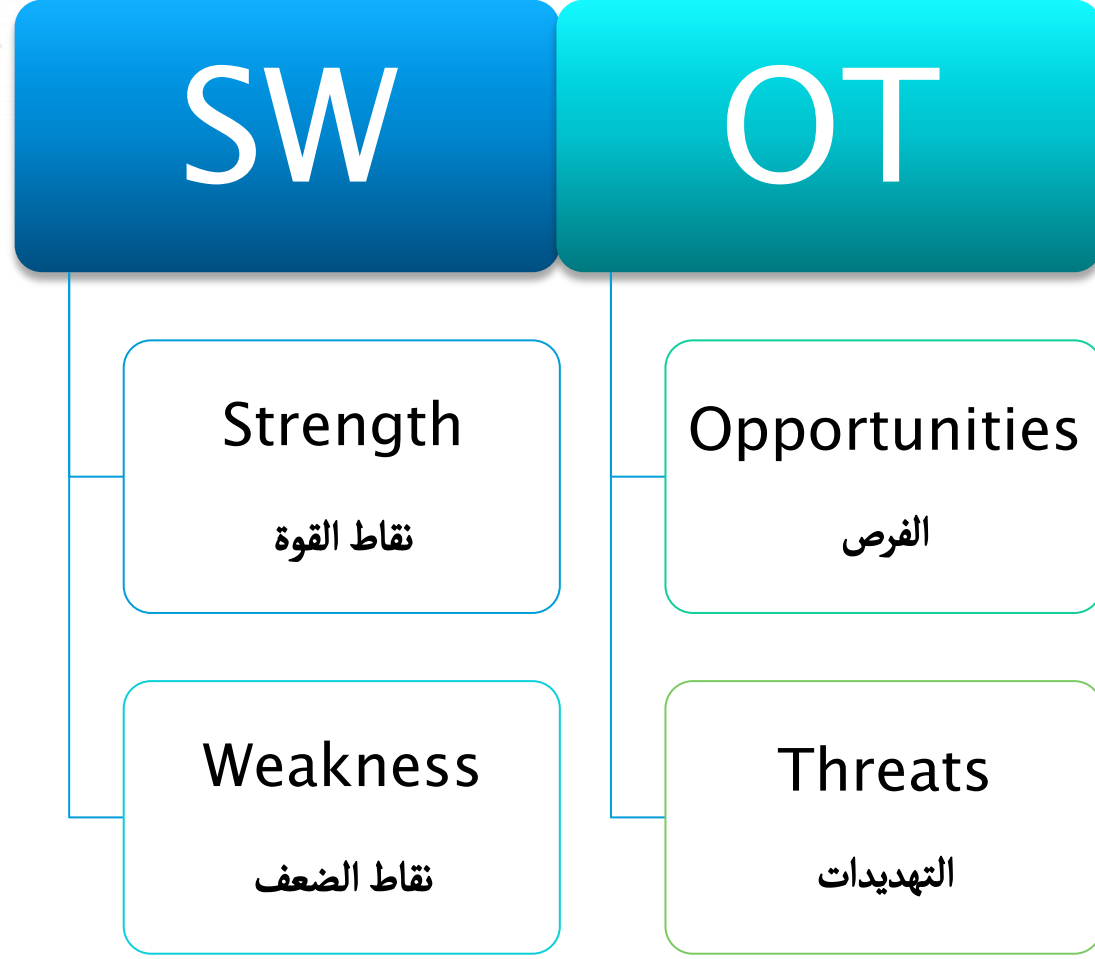 SW
Strength
نقاط القوة
Weakness
نقاط الضعف
OT
Opportunities
الفرص
Threats
التهديدات